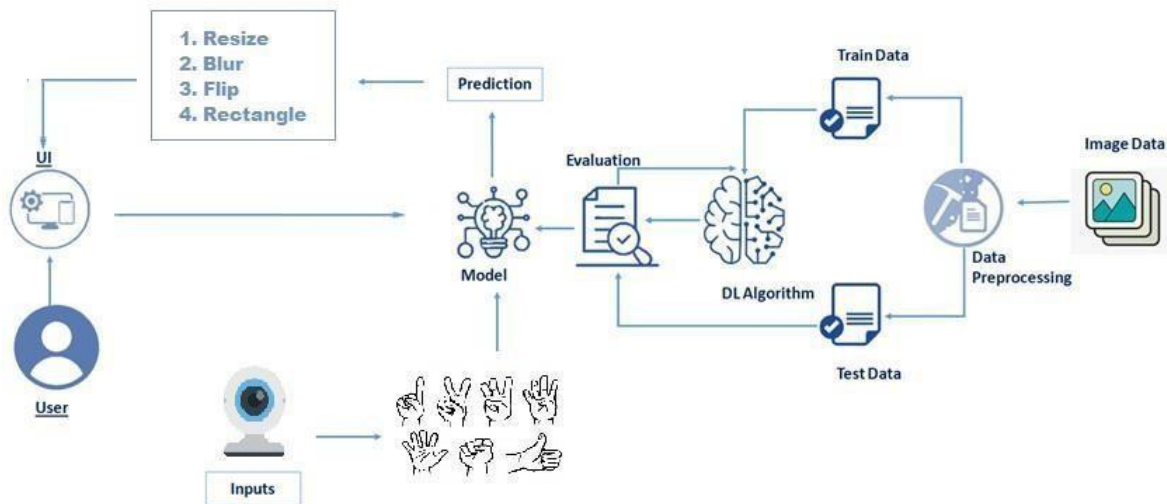 1. Resize
2. Blur
3. Flip
4. Rectangle
Prediction
Train Data
Image Data
Evaluation
UI
Model
DL Algorithm
Data
Preprocessing
Test Data
User
Inputs